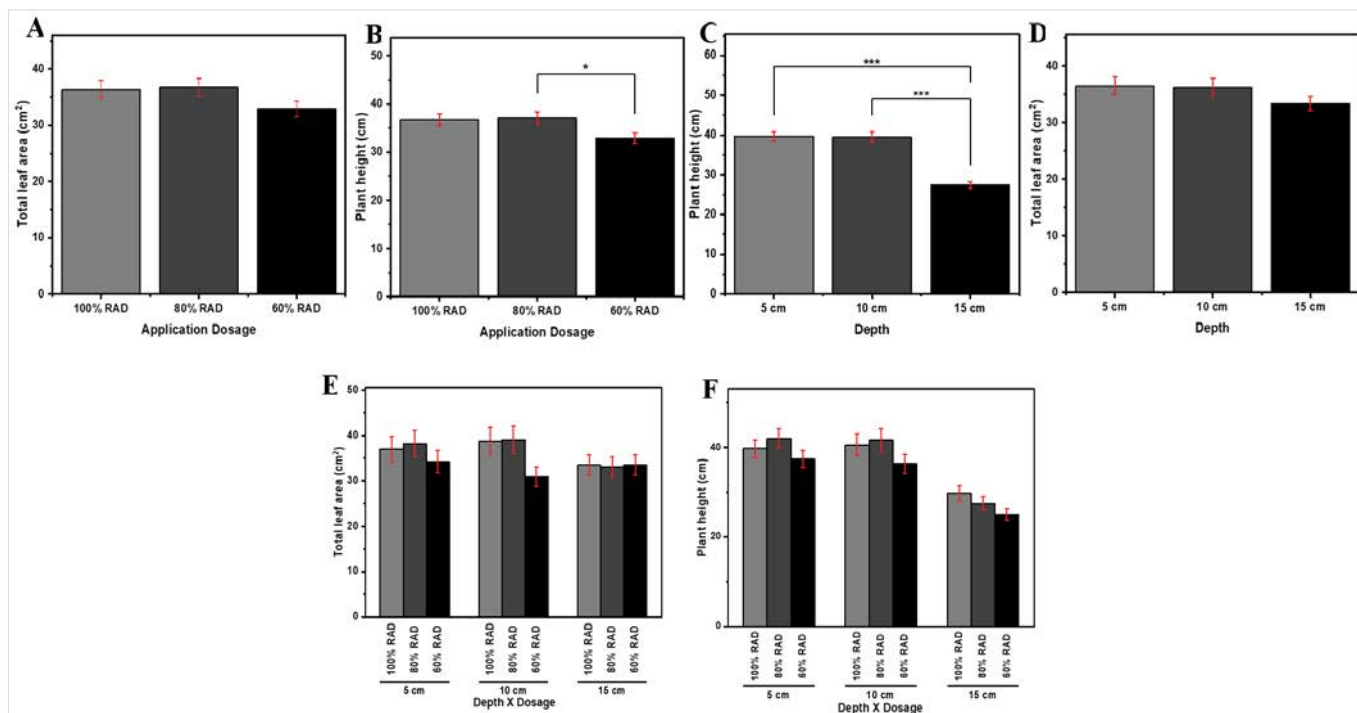 A
Total leaf area (cm²)
40
30
20
10
0
100% RAD 80% RAD 60% RAD
Application Dosage
B
Plant height (cm)
50
40
30
20
10
0
*
100% RAD 80% RAD 60% RAD
Application Dosage
C
Plant height (cm)
60
50
40
30
20
10
0
***
***
5 cm 10 cm 15 cm
Depth
D
Total leaf area (cm²)
40
30
20
10
0
5 cm 10 cm 15 cm
Depth
E
Total leaf area (cm²)
50
40
30
20
10
0
100% RAD 80% RAD 60% RAD 100% RAD 80% RAD 60% RAD 100% RAD 80% RAD 60% RAD
5 cm 10 cm 15 cm
Depth X Dosage
F
Plant height (cm)
40
20
0
100% RAD 80% RAD 60% RAD 100% RAD 80% RAD 60% RAD 100% RAD 80% RAD 60% RAD
5 cm 10 cm 15 cm
Depth X Dosage